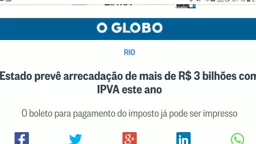 O GLOBO
RIO
Estado prevê arrecadação de mais de R$ 3 bilhões com
IPVA este ano
O boleto para pagamento do imposto já pode ser impresso